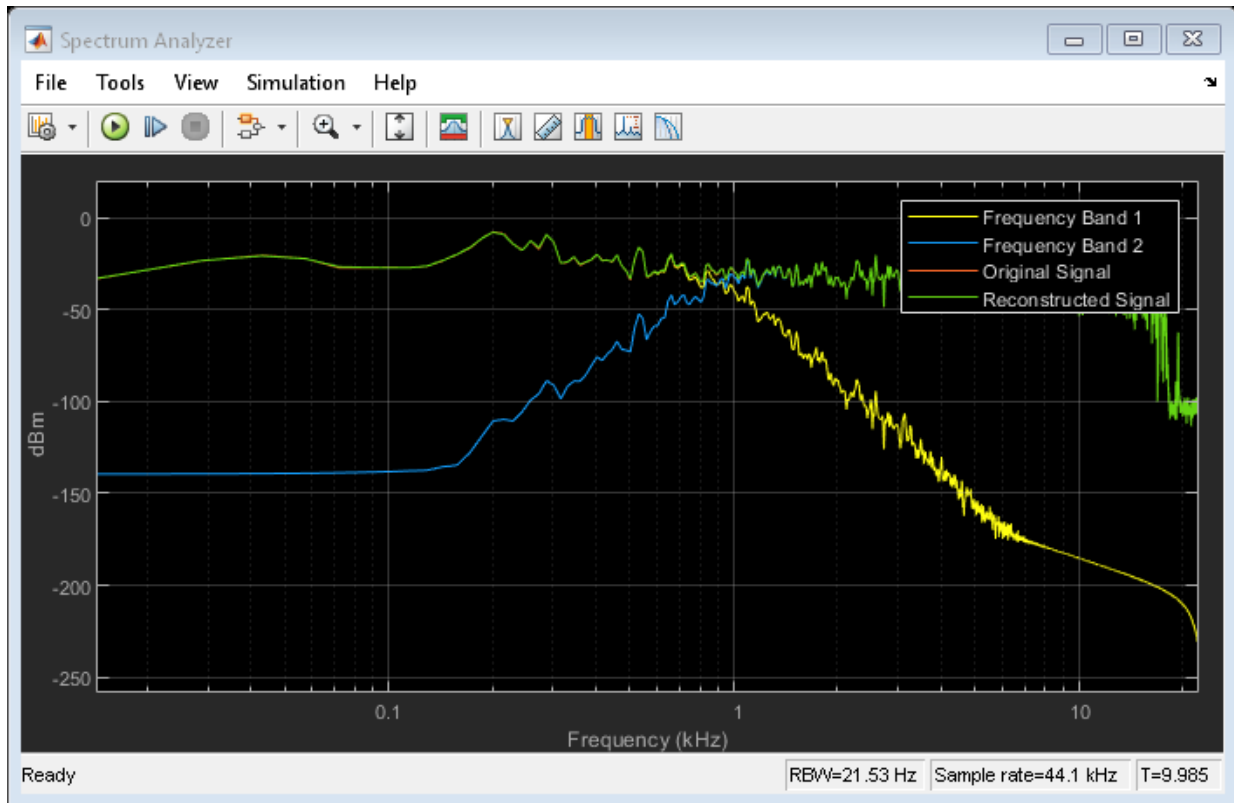 Spectrum Analyzer
File Tools View Simulation Help
Frequency Band 1
Frequency Band 2
Original Signal
Reconstructed Signal
0
-50
-100
-150
-200
-250
dBm
0.1 1 10
Frequency (kHz)
Ready RBW=21.53 Hz Sample rate=44.1 kHz T=9.985